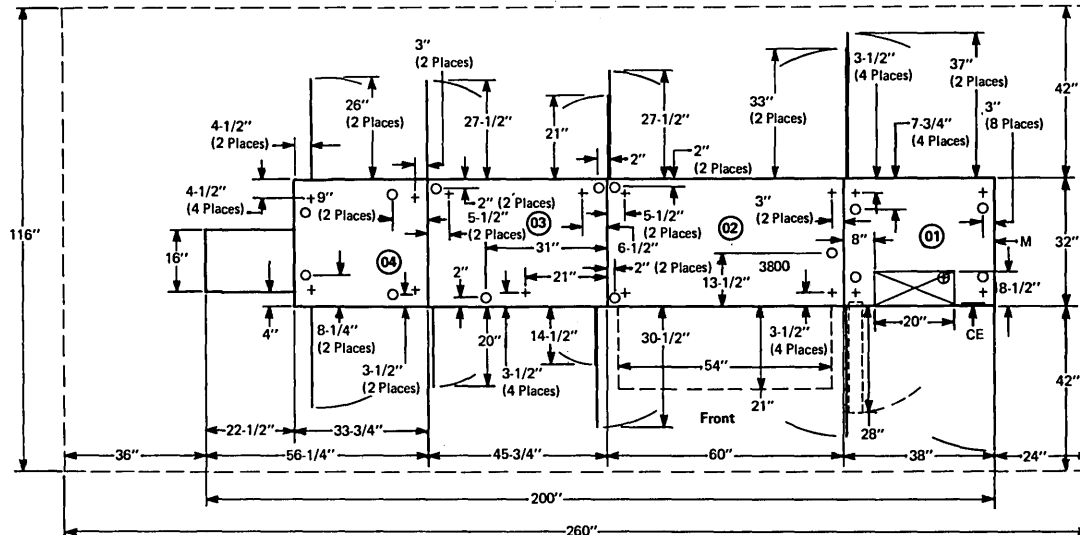 3"
(2 Places)
26"
(2 Places)
27-1/2"
21"
27-1/2"
33"
(2 Places)
3-1/2"
(4 Places)
37"
(2 Places)
42"
4-1/2"
(2 Places)
2"
2"
(2 Places)
7-3/4"
(4 Places)
3"
(8 Places)
4-1/2"
(4 Places)
9"
(2 Places)
2" (2 Places)
5-1/2"
(2 Places)
03
5-1/2"
(2 Places)
02
3"
(2 Places)
8"
01
M
32"
116"
16"
04
31"
6-1/2"
2" (2 Places)
13-1/2"
3800
2"
21"
8-1/2"
4"
8-1/4"
(2 Places)
3-1/2"
(2 Places)
20"
3-1/2"
(4 Places)
14-1/2"
30-1/2"
54"
21"
3-1/2"
(4 Places)
20"
CE
Front
28"
42"
22-1/2"
33-3/4"
36"
56-1/4"
45-3/4"
60"
38"
24"
200"
260"